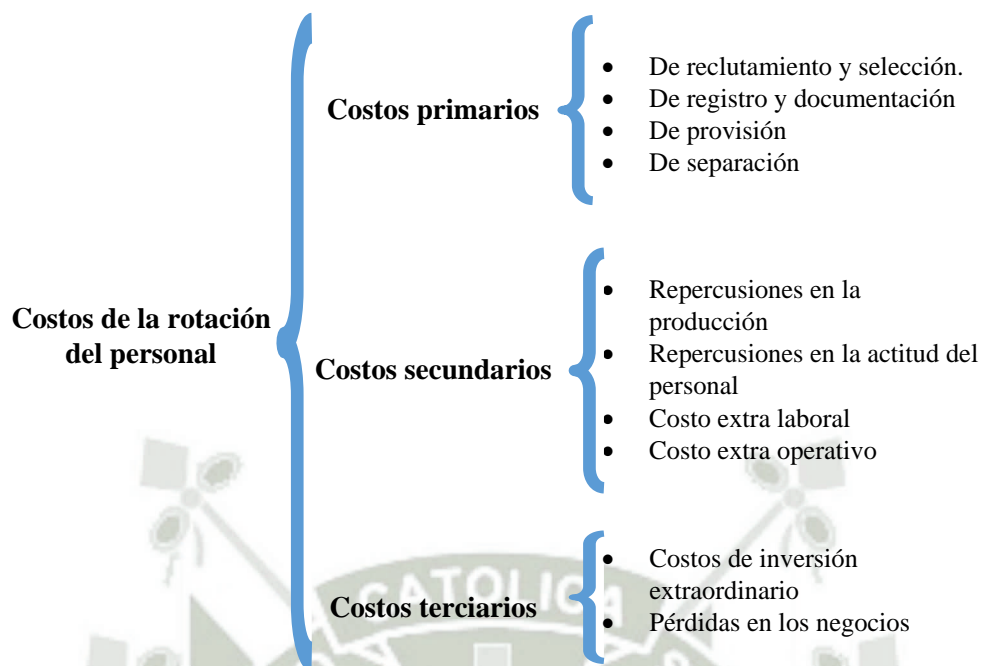 Costos de la rotación
del personal
Costos primarios
• De reclutamiento y selección.
• De registro y documentación
• De provisión
• De separación
Costos secundarios
• Repercusiones en la
producción
• Repercusiones en la actitud del
personal
• Costo extra laboral
• Costo extra operativo
Costos terciarios
• Costos de inversión
extraordinario
• Pérdidas en los negocios
CATOLICA